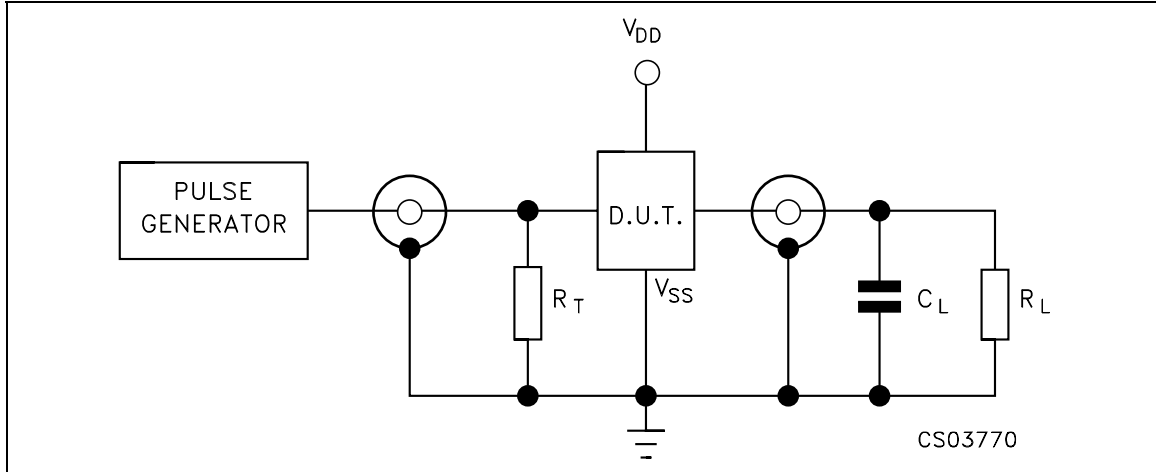 VDD
PULSE
GENERATOR
D.U.T.
RT
VSS
CL
RL
CS03770